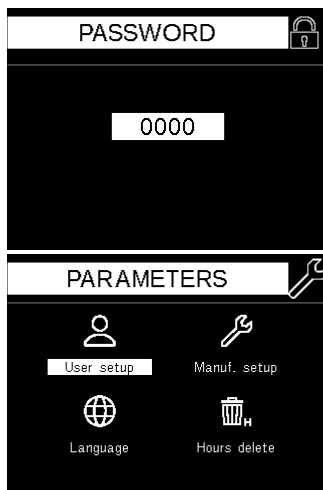 PASSWORD
0000
PARAMETERS
User setup
Manuf. setup
H
Language
Hours delete